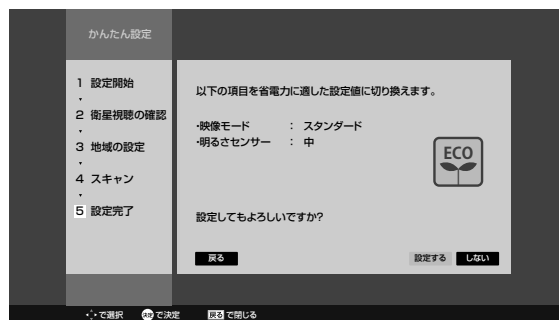 かんたん設定
1 設定開始
2 衛星視聴の確認
3 地域の設定
4 スキャン
5 設定完了
以下の項目を省電力に適した設定値に切り換えます。
・映像モード : スタンダード
・明るさセンサー : 中
ECO
設定してもよろしいですか?
戻る 設定する しない
で選択 決定 で決定 戻る で閉じる